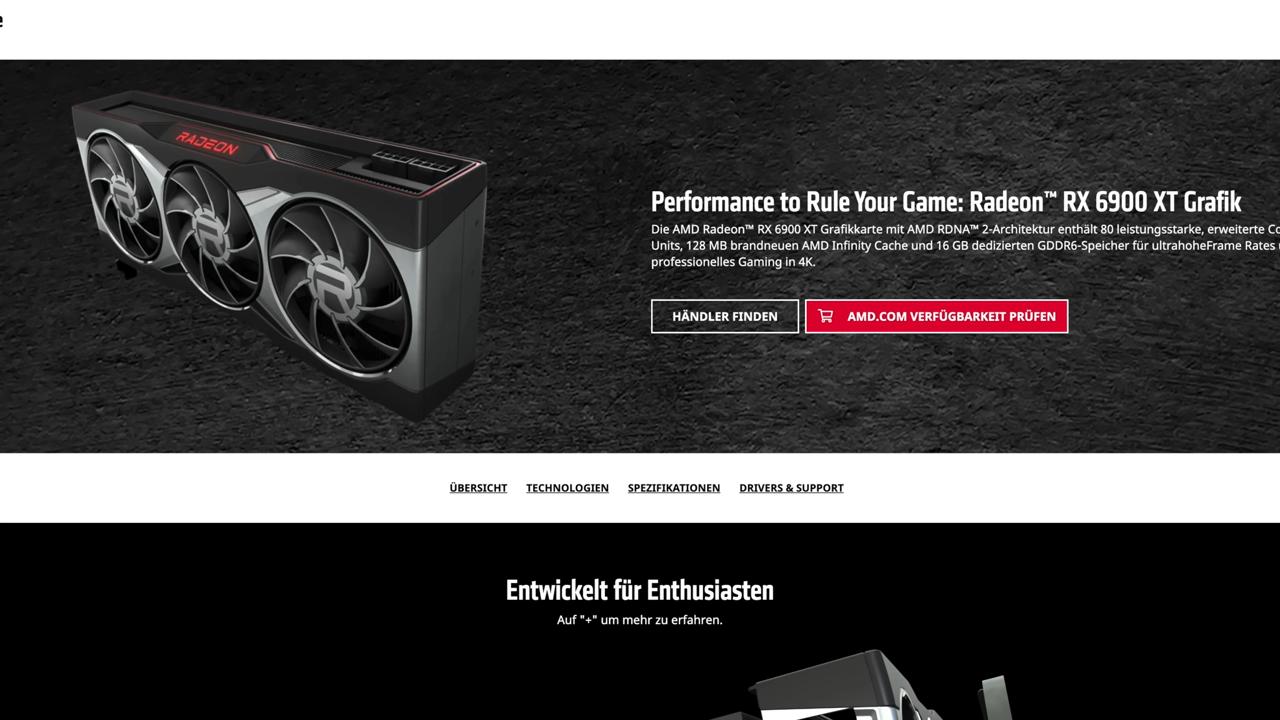 e
RADEON
Performance to Rule Your Game: Radeon™ RX 6900 XT Grafik
Die AMD Radeon™ RX 6900 XT Grafikkarte mit AMD RDNA™ 2-Architektur enthält 80 leistungsstarke, erweiterte Co
Units, 128 MB brandneuen AMD Infinity Cache und 16 GB dedizierten GDDR6-Speicher für ultrahoheFrame Rates
professionelles Gaming in 4K.
HÄNDLER FINDEN
AMD.COM VERFÜGBARKEIT PRÜFEN
ÜBERSICHT TECHNOLOGIEN SPEZIFIKATIONEN DRIVERS & SUPPORT
Entwickelt für Enthusiasten
Auf "+" um mehr zu erfahren.